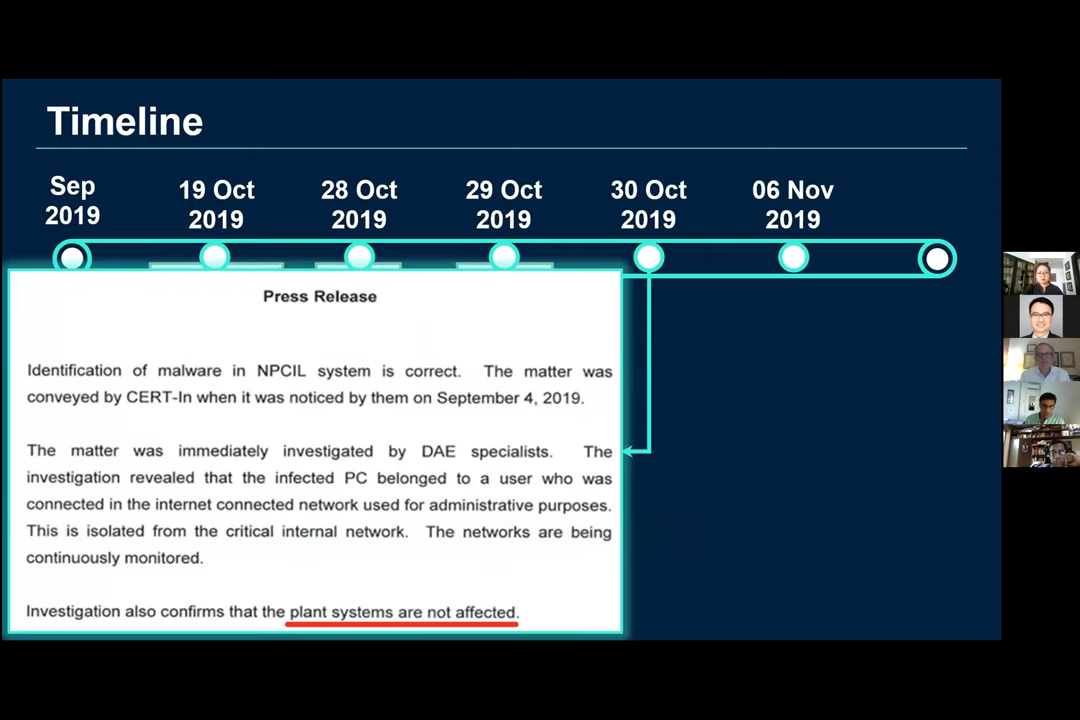 Timeline
Sep
2019
19 Oct
2019
28 Oct
2019
29 Oct
2019
30 Oct
2019
06 Nov
2019
Press Release
Identification of malware in NPCIL system is correct. The matter was
conveyed by CERT-In when it was noticed by them on September 4, 2019.
The matter was immediately investigated by DAE specialists. The
investigation revealed that the infected PC belonged to a user who was
connected in the internet connected network used for administrative purposes.
This is isolated from the critical internal network. The networks are being
continuously monitored.
Investigation also confirms that the plant systems are not affected.